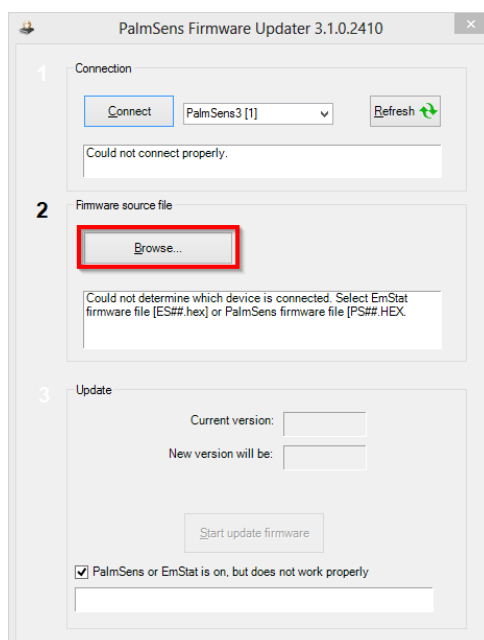 PalmSens Firmware Updater 3.1.0.2410
1
Connection
Connect
PalmSens3 [1]
Refresh
Could not connect properly.
2
Firmware source file
Browse...
Could not determine which device is connected. Select EmStat
firmware file [ES##.hex] or PalmSens firmware file [PS##.HEX.
3
Update
Current version:
New version will be:
Start update firmware
PalmSens or EmStat is on, but does not work properly